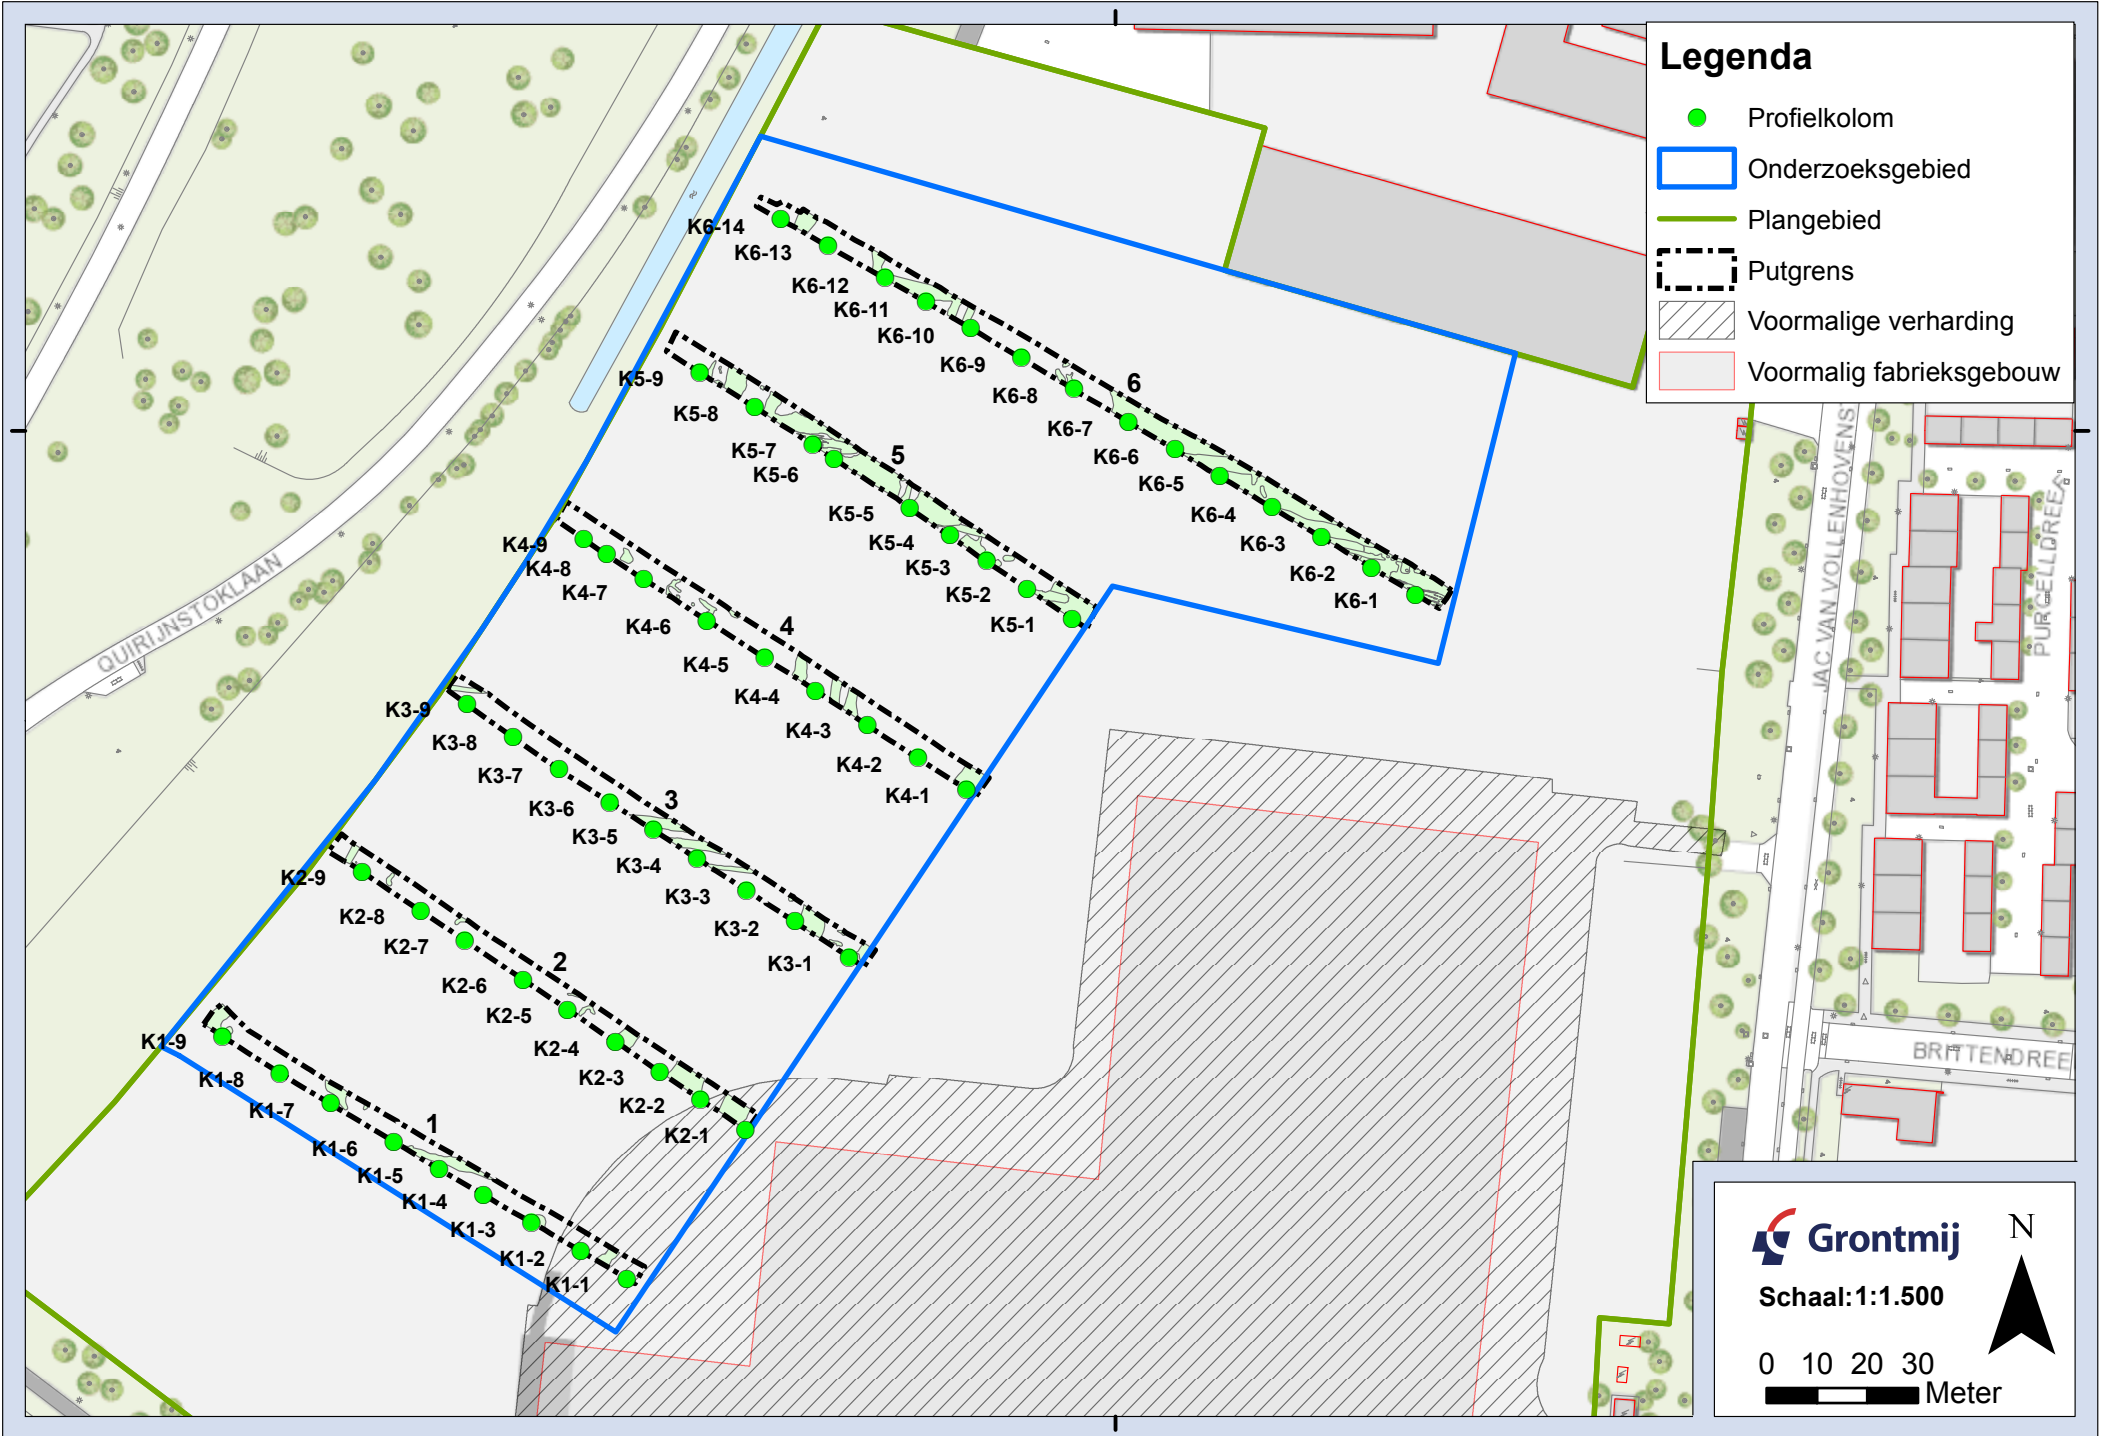 Legenda
Profielkolom
Onderzoeksgebied
Plangebied
Putgrens
Voormalige verharding
Voormalig fabrieksgebouw
K6-14
K6-13
K6-12
K6-11
K6-10
K6-9
K6-8
K6-7
K6-6
K6-5
K6-4
K6-3
K6-2
K6-1
6
K5-9
K5-8
K5-7
K5-6
K5-5
K5-4
K5-3
K5-2
K5-1
5
K4-9
K4-8
K4-7
K4-6
K4-5
K4-4
K4-3
K4-2
K4-1
4
K3-9
K3-8
K3-7
K3-6
K3-5
K3-4
K3-3
K3-2
K3-1
3
K2-9
K2-8
K2-7
K2-6
K2-5
K2-4
K2-3
K2-2
K2-1
2
K1-9
K1-8
K1-7
K1-6
K1-5
K1-4
K1-3
K1-2
K1-1
1
QUIRIJNSTOKLAAN
JAC VAN VOLLENHOVENST
PURCELLDREEF
BRITTENDREE
Grontmij
N
Schaal:1:1.500
0 10 20 30
Meter